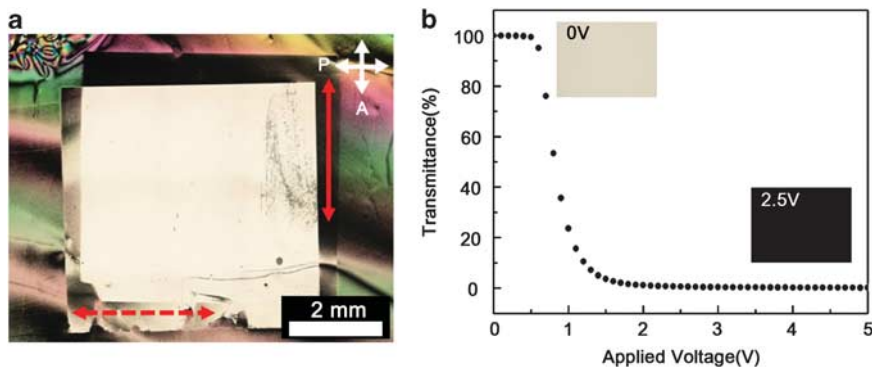 a
P
A
2 mm
b
Transmittance(%)
100
80
60
40
20
0
0V
2.5V
0
1
2
3
4
5
Applied Voltage(V)